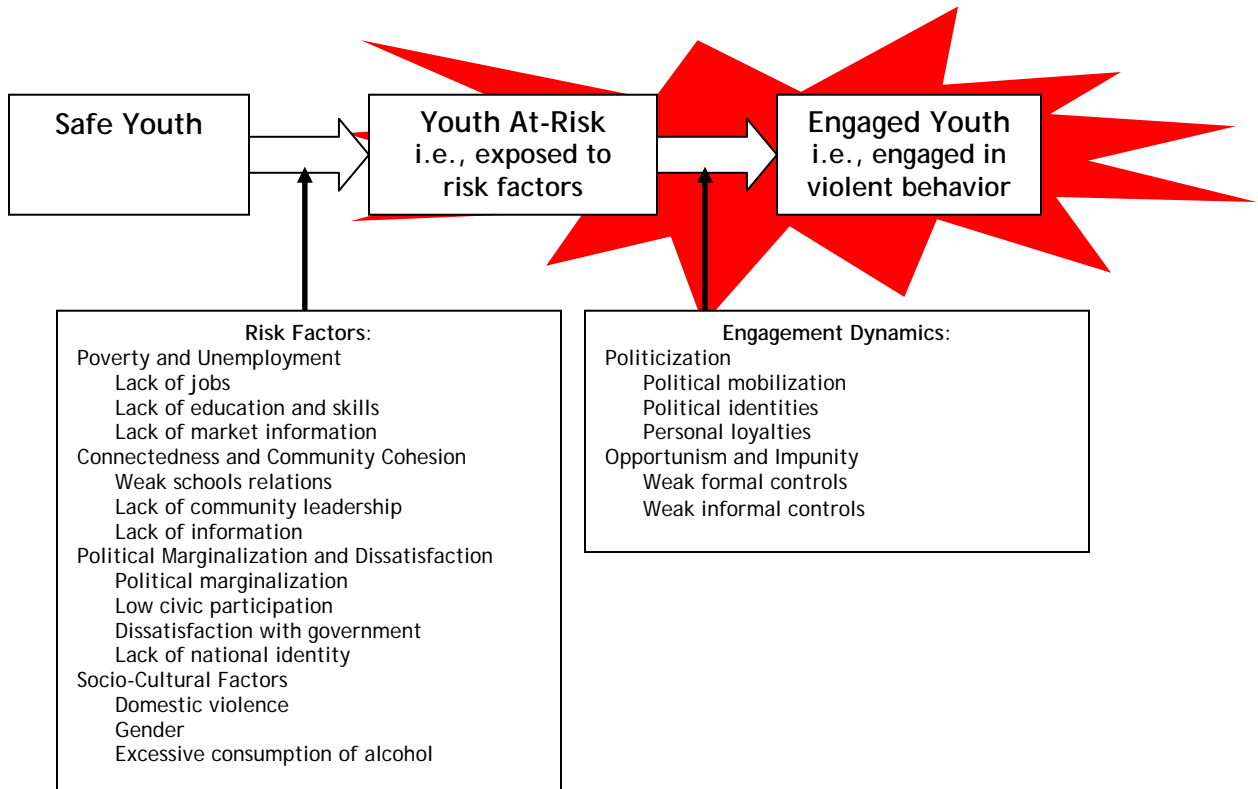 Safe Youth
Youth At-Risk
i.e., exposed to
risk factors
Engaged Youth
i.e., engaged in
violent behavior
Risk Factors:
Poverty and Unemployment
Lack of jobs
Lack of education and skills
Lack of market information
Connectedness and Community Cohesion
Weak schools relations
Lack of community leadership
Lack of information
Political Marginalization and Dissatisfaction
Political marginalization
Low civic participation
Dissatisfaction with government
Lack of national identity
Socio-Cultural Factors
Domestic violence
Gender
Excessive consumption of alcohol
Engagement Dynamics:
Politicization
Political mobilization
Political identities
Personal loyalties
Opportunism and Impunity
Weak formal controls
Weak informal controls